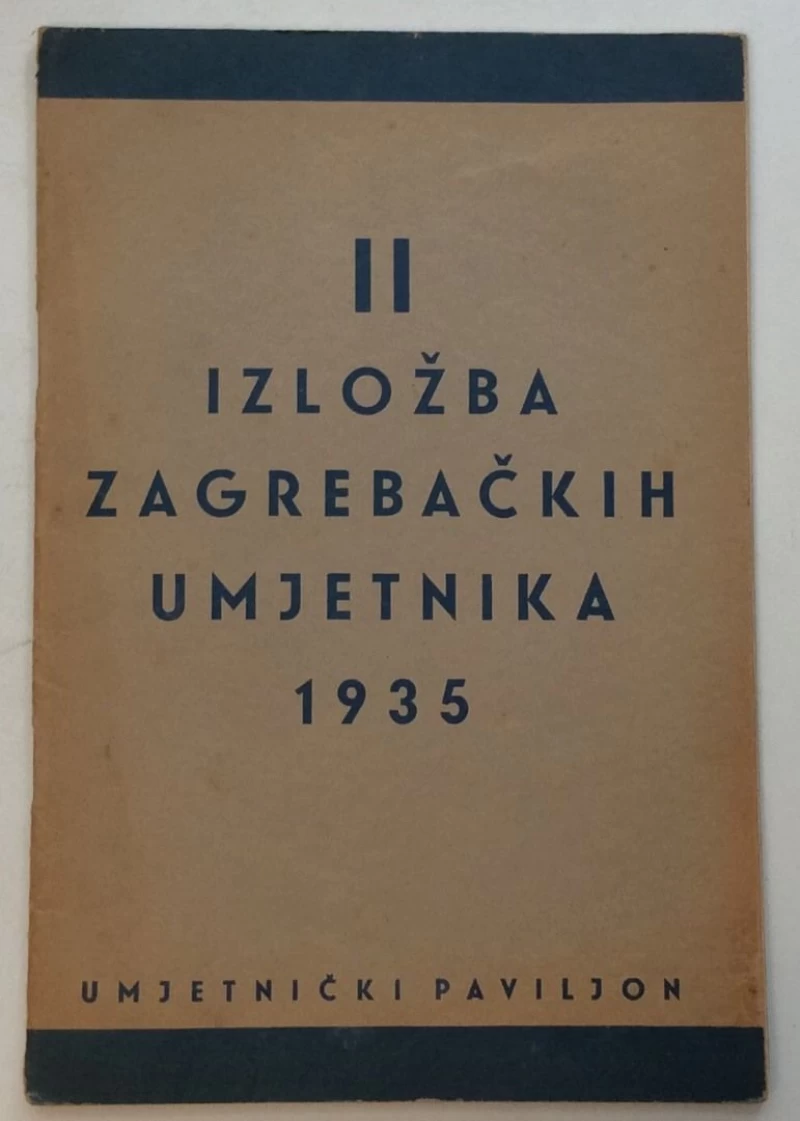 II
IZLOŽBA
ZAGREBAČKIH
UMJETNIKA
1935
UMJETNIČKI PAVILJON